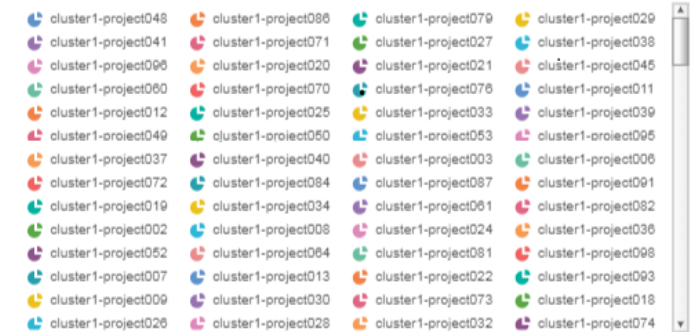 cluster1-project048 cluster1-project086 cluster1-project079 cluster1-project029
cluster1-project041 cluster1-project071 cluster1-project027 cluster1-project038
cluster1-project096 cluster1-project020 cluster1-project021 cluster1-project045
cluster1-project060 cluster1-project070 cluster1-project076 cluster1-project011
cluster1-project012 cluster1-project025 cluster1-project033 cluster1-project039
cluster1-project049 cluster1-project050 cluster1-project053 cluster1-project095
cluster1-project037 cluster1-project040 cluster1-project003 cluster1-project006
cluster1-project072 cluster1-project084 cluster1-project087 cluster1-project091
cluster1-project019 cluster1-project034 cluster1-project061 cluster1-project082
cluster1-project002 cluster1-project008 cluster1-project024 cluster1-project036
cluster1-project052 cluster1-project064 cluster1-project081 cluster1-project098
cluster1-project007 cluster1-project013 cluster1-project022 cluster1-project093
cluster1-project009 cluster1-project030 cluster1-project073 cluster1-project018
cluster1-project026 cluster1-project028 cluster1-project032 cluster1-project074